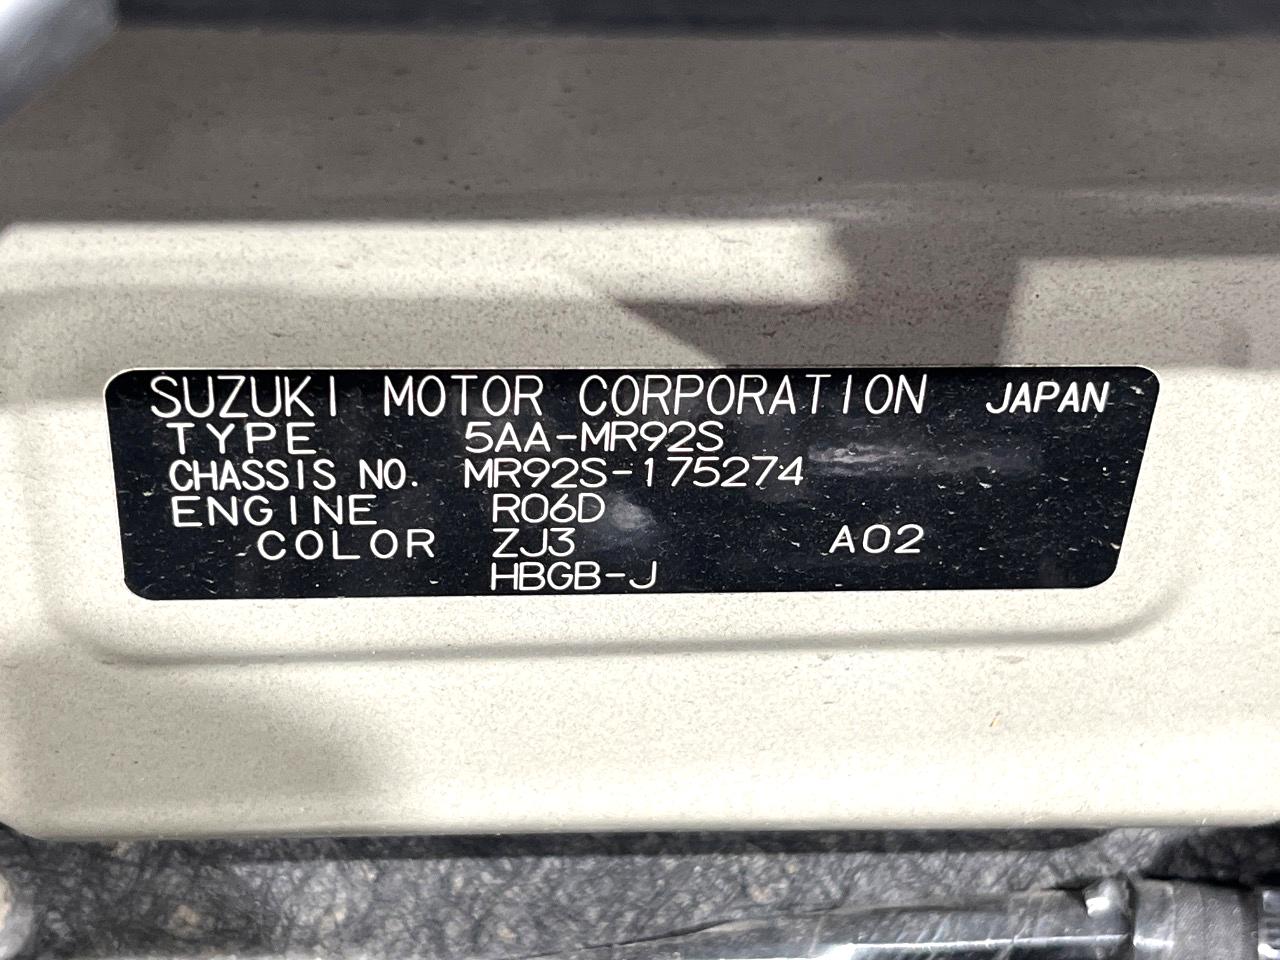 SUZUKI MOTOR CORPORATION JAPAN
TYPE 5AA-MR92S
CHASSIS NO. MR92S-175274
ENGINE R06D
COLOR ZJ3 A02
HBGB-J